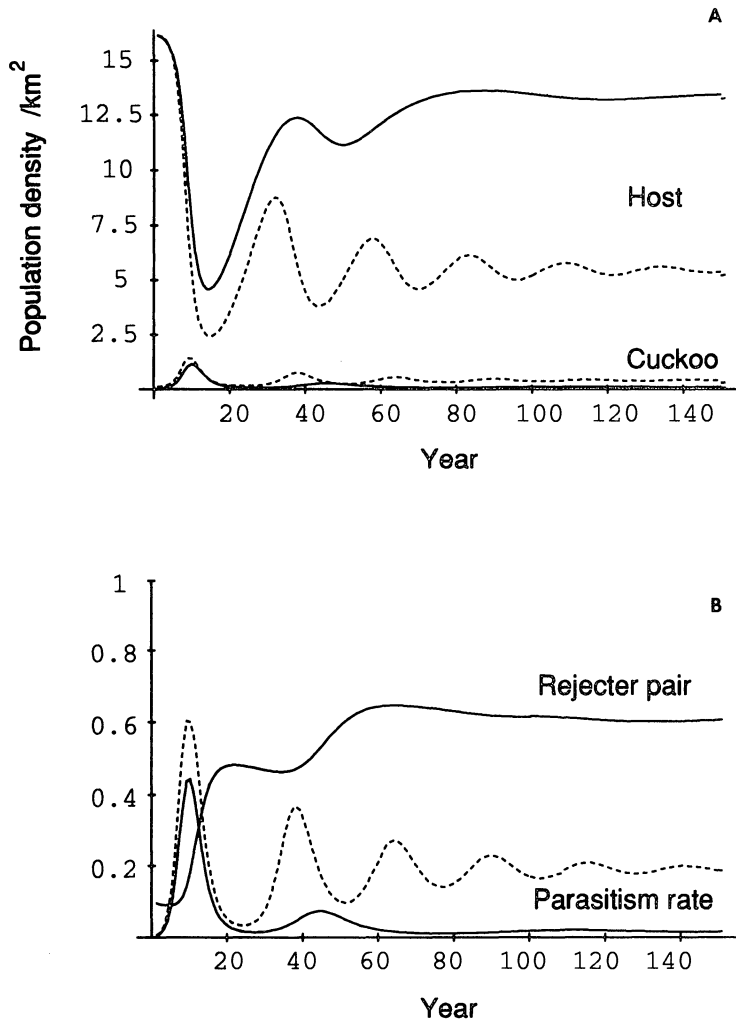 A
Population density /km²
15
12.5
10
7.5
5
2.5
Host
Cuckoo
20 40 60 80 100 120 140
Year
B
1
0.8
0.6
0.4
0.2
Rejecter pair
Parasitism rate
20 40 60 80 100 120 140
Year